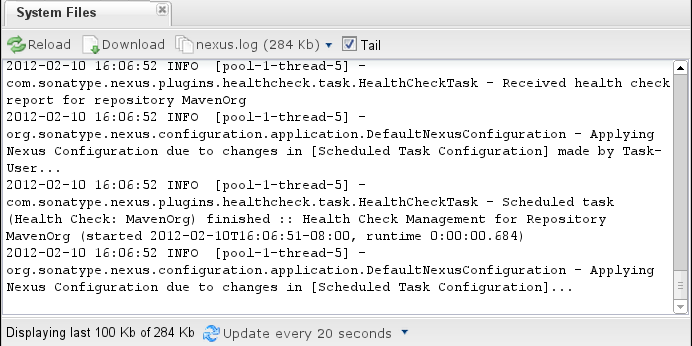 System Files
Reload Download nexus.log (284 Kb) Tail
2012-02-10 16:06:52 INFO  [pool-1-thread-5] -
com.sonatype.nexus.plugins.healthcheck.task.HealthCheckTask - Received health check
report for repository MavenOrg
2012-02-10 16:06:52 INFO  [pool-1-thread-5] -
org.sonatype.nexus.configuration.application.DefaultNexusConfiguration - Applying
Nexus Configuration due to changes in [Scheduled Task Configuration] made by Task-
User...
2012-02-10 16:06:52 INFO  [pool-1-thread-5] -
com.sonatype.nexus.plugins.healthcheck.task.HealthCheckTask - Scheduled task
(Health Check: MavenOrg) finished :: Health Check Management for Repository
MavenOrg (started 2012-02-10T16:06:51-08:00, runtime 0:00:00.684)
2012-02-10 16:06:52 INFO  [pool-1-thread-5] -
org.sonatype.nexus.configuration.application.DefaultNexusConfiguration - Applying
Nexus Configuration due to changes in [Scheduled Task Configuration]...
Displaying last 100 Kb of 284 Kb Update every 20 seconds